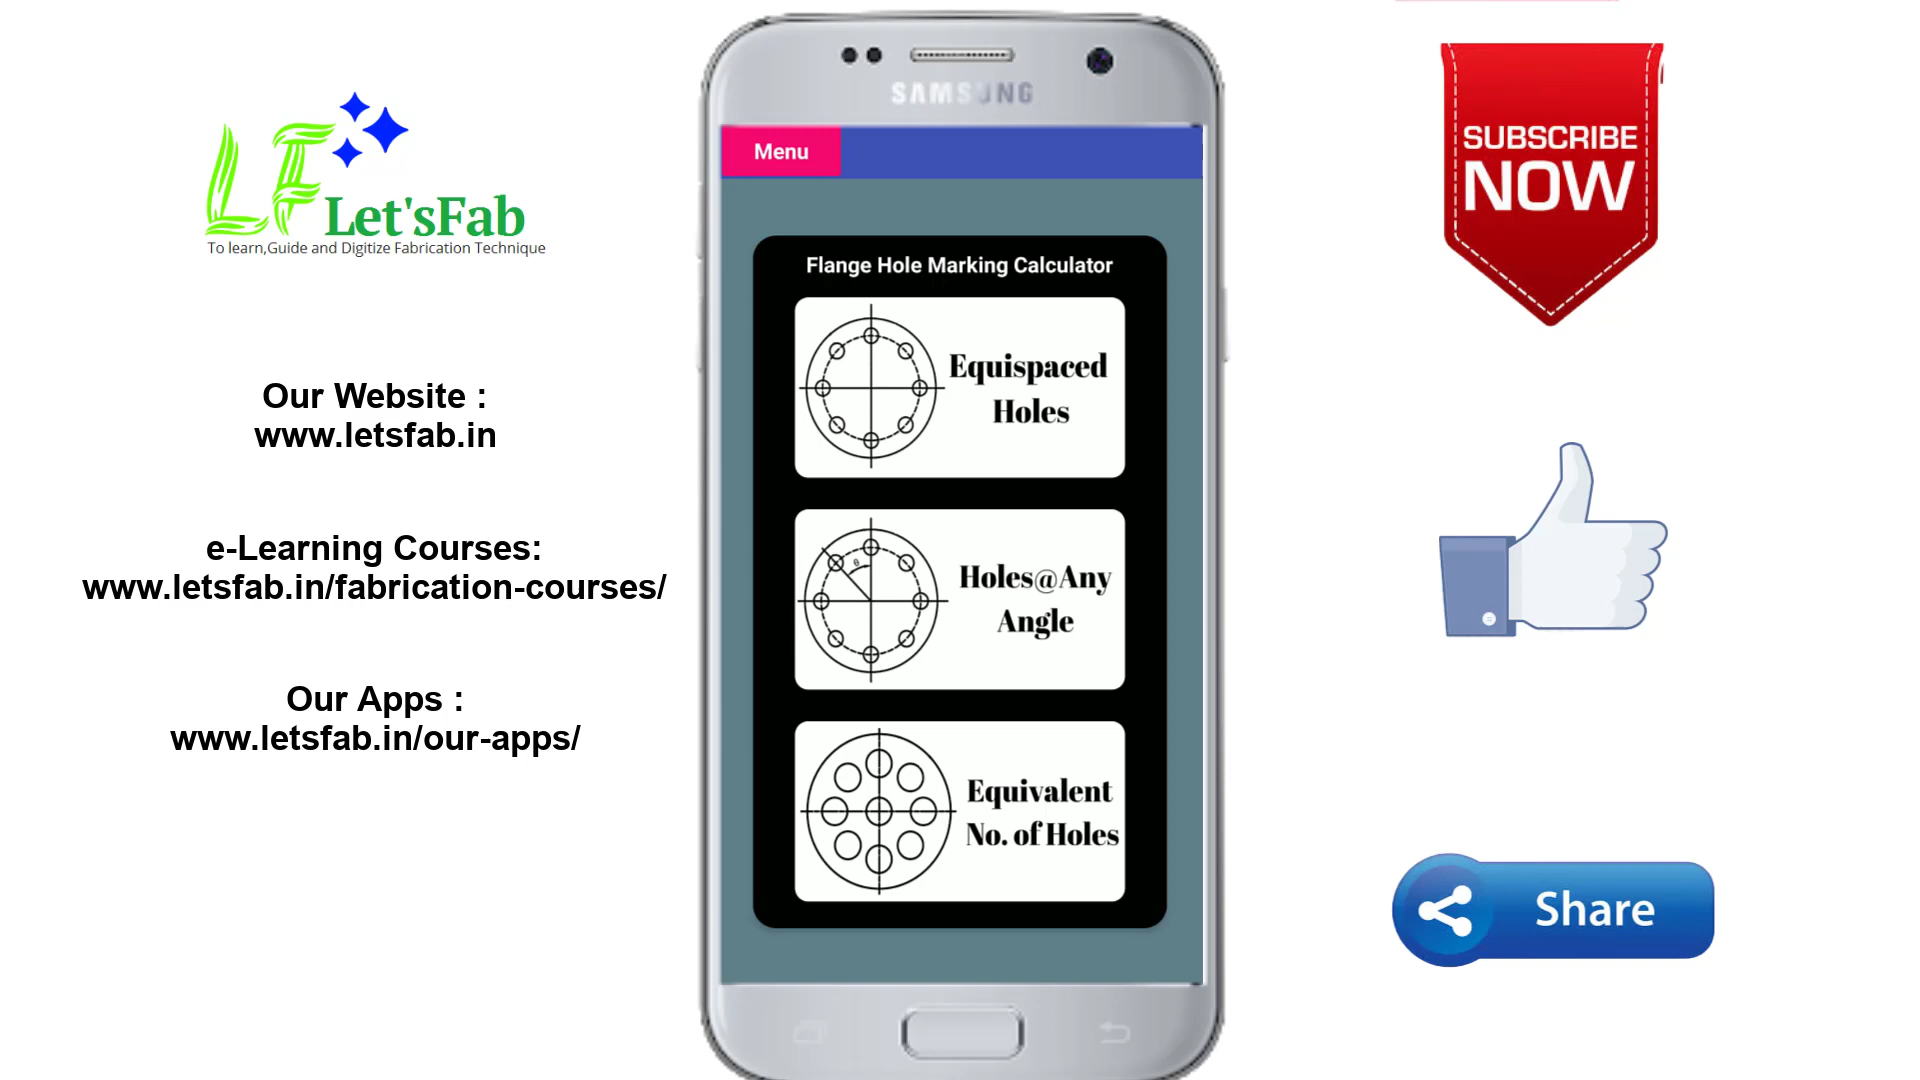 LF
Let'sFab
To learn,Guide and Digitize Fabrication Technique
Our Website :
www.letsfab.in
e-Learning Courses:
www.letsfab.in/fabrication-courses/
Our Apps :
www.letsfab.in/our-apps/
SAMSUNG
Menu
Flange Hole Marking Calculator
Equispaced
Holes
θ
Holes@Any
Angle
Equivalent
No. of Holes
SUBSCRIBE
NOW
Share